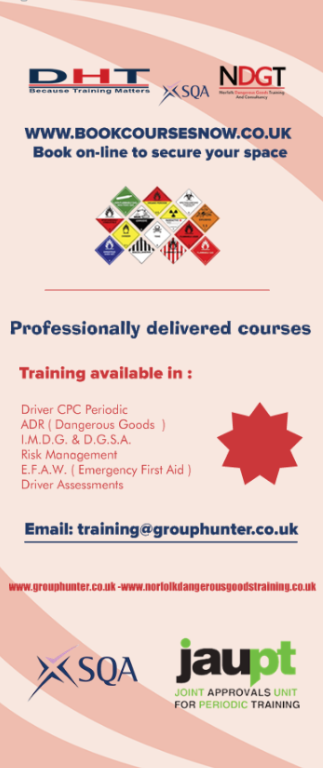 DHT
Because Training Matters
SQA
NDGT
Norfolk Dangerous Goods Training
And Consultancy
WWW.BOOKCOURSESNOW.CO.UK
Book on-line to secure your space
Professionally delivered courses
Training available in :
Driver CPC Periodic
ADR ( Dangerous Goods )
I.M.D.G. & D.G.S.A.
Risk Management
E.F.A.W. ( Emergency First Aid )
Driver Assessments
Email: training@grouphunter.co.uk
www.grouphunter.co.uk -www.norfolkdangerousgoodstraining.co.uk
SQA
jaupt
JOINT APPROVALS UNIT
FOR PERIODIC TRAINING